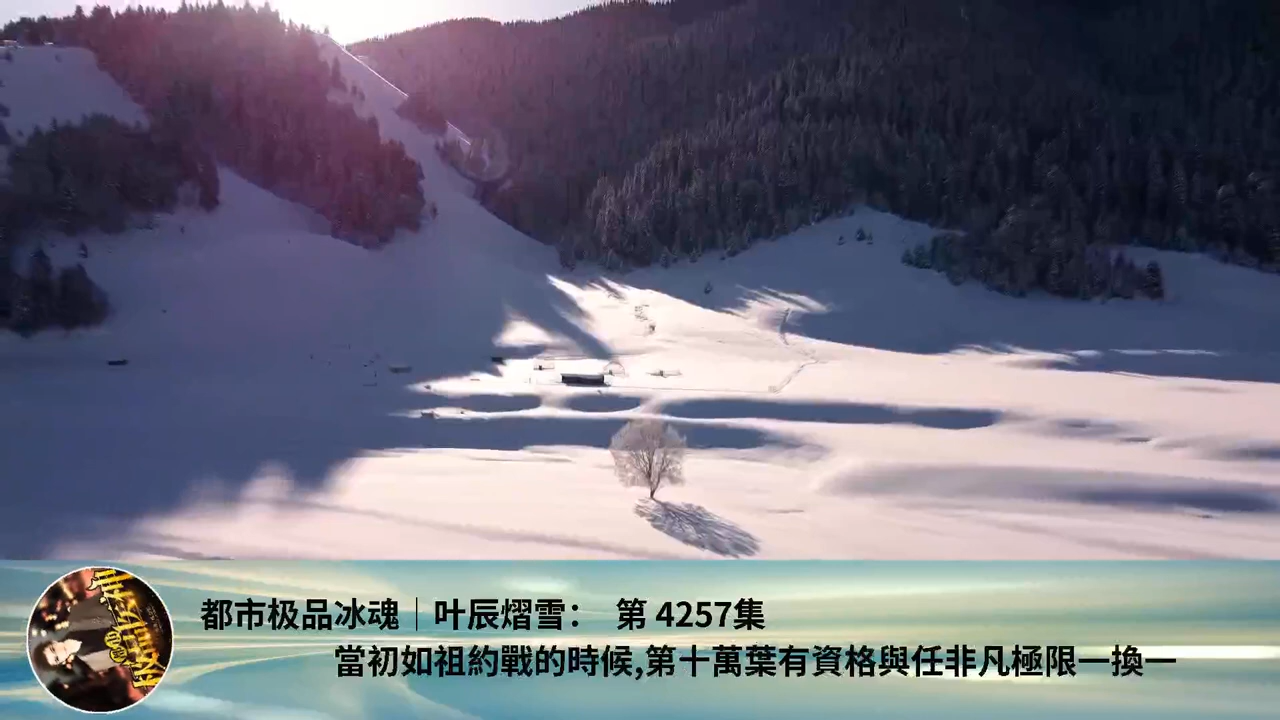 都市极品冰魂│叶辰熠雪： 第 4257集
當初如祖約戰的時候,第十萬葉有資格與任非凡極限一換一